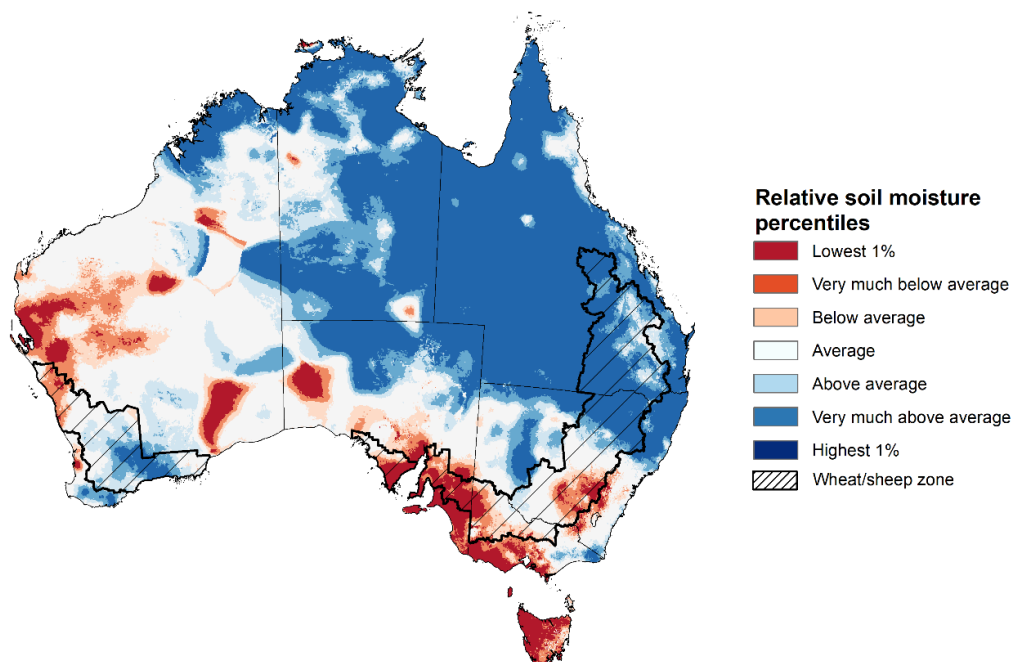 Relative soil moisture
percentiles
Lowest 1%
Very much below average
Below average
Average
Above average
Very much above average
Highest 1%
Wheat/sheep zone